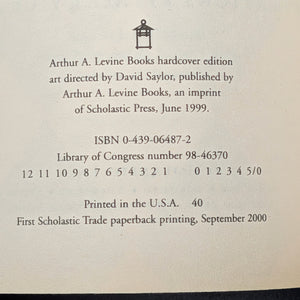 Arthur A. Levine Books hardcover edition
art directed by David Saylor, published by
Arthur A. Levine Books, an imprint
of Scholastic Press, June 1999.
ISBN 0-439-06487-2
Library of Congress number 98-46370
12 11 10 9 8 7 6 5 4 3 2 1 0 1 2 3 4 5/0
Printed in the U.S.A. 40
First Scholastic Trade paperback printing, September 2000